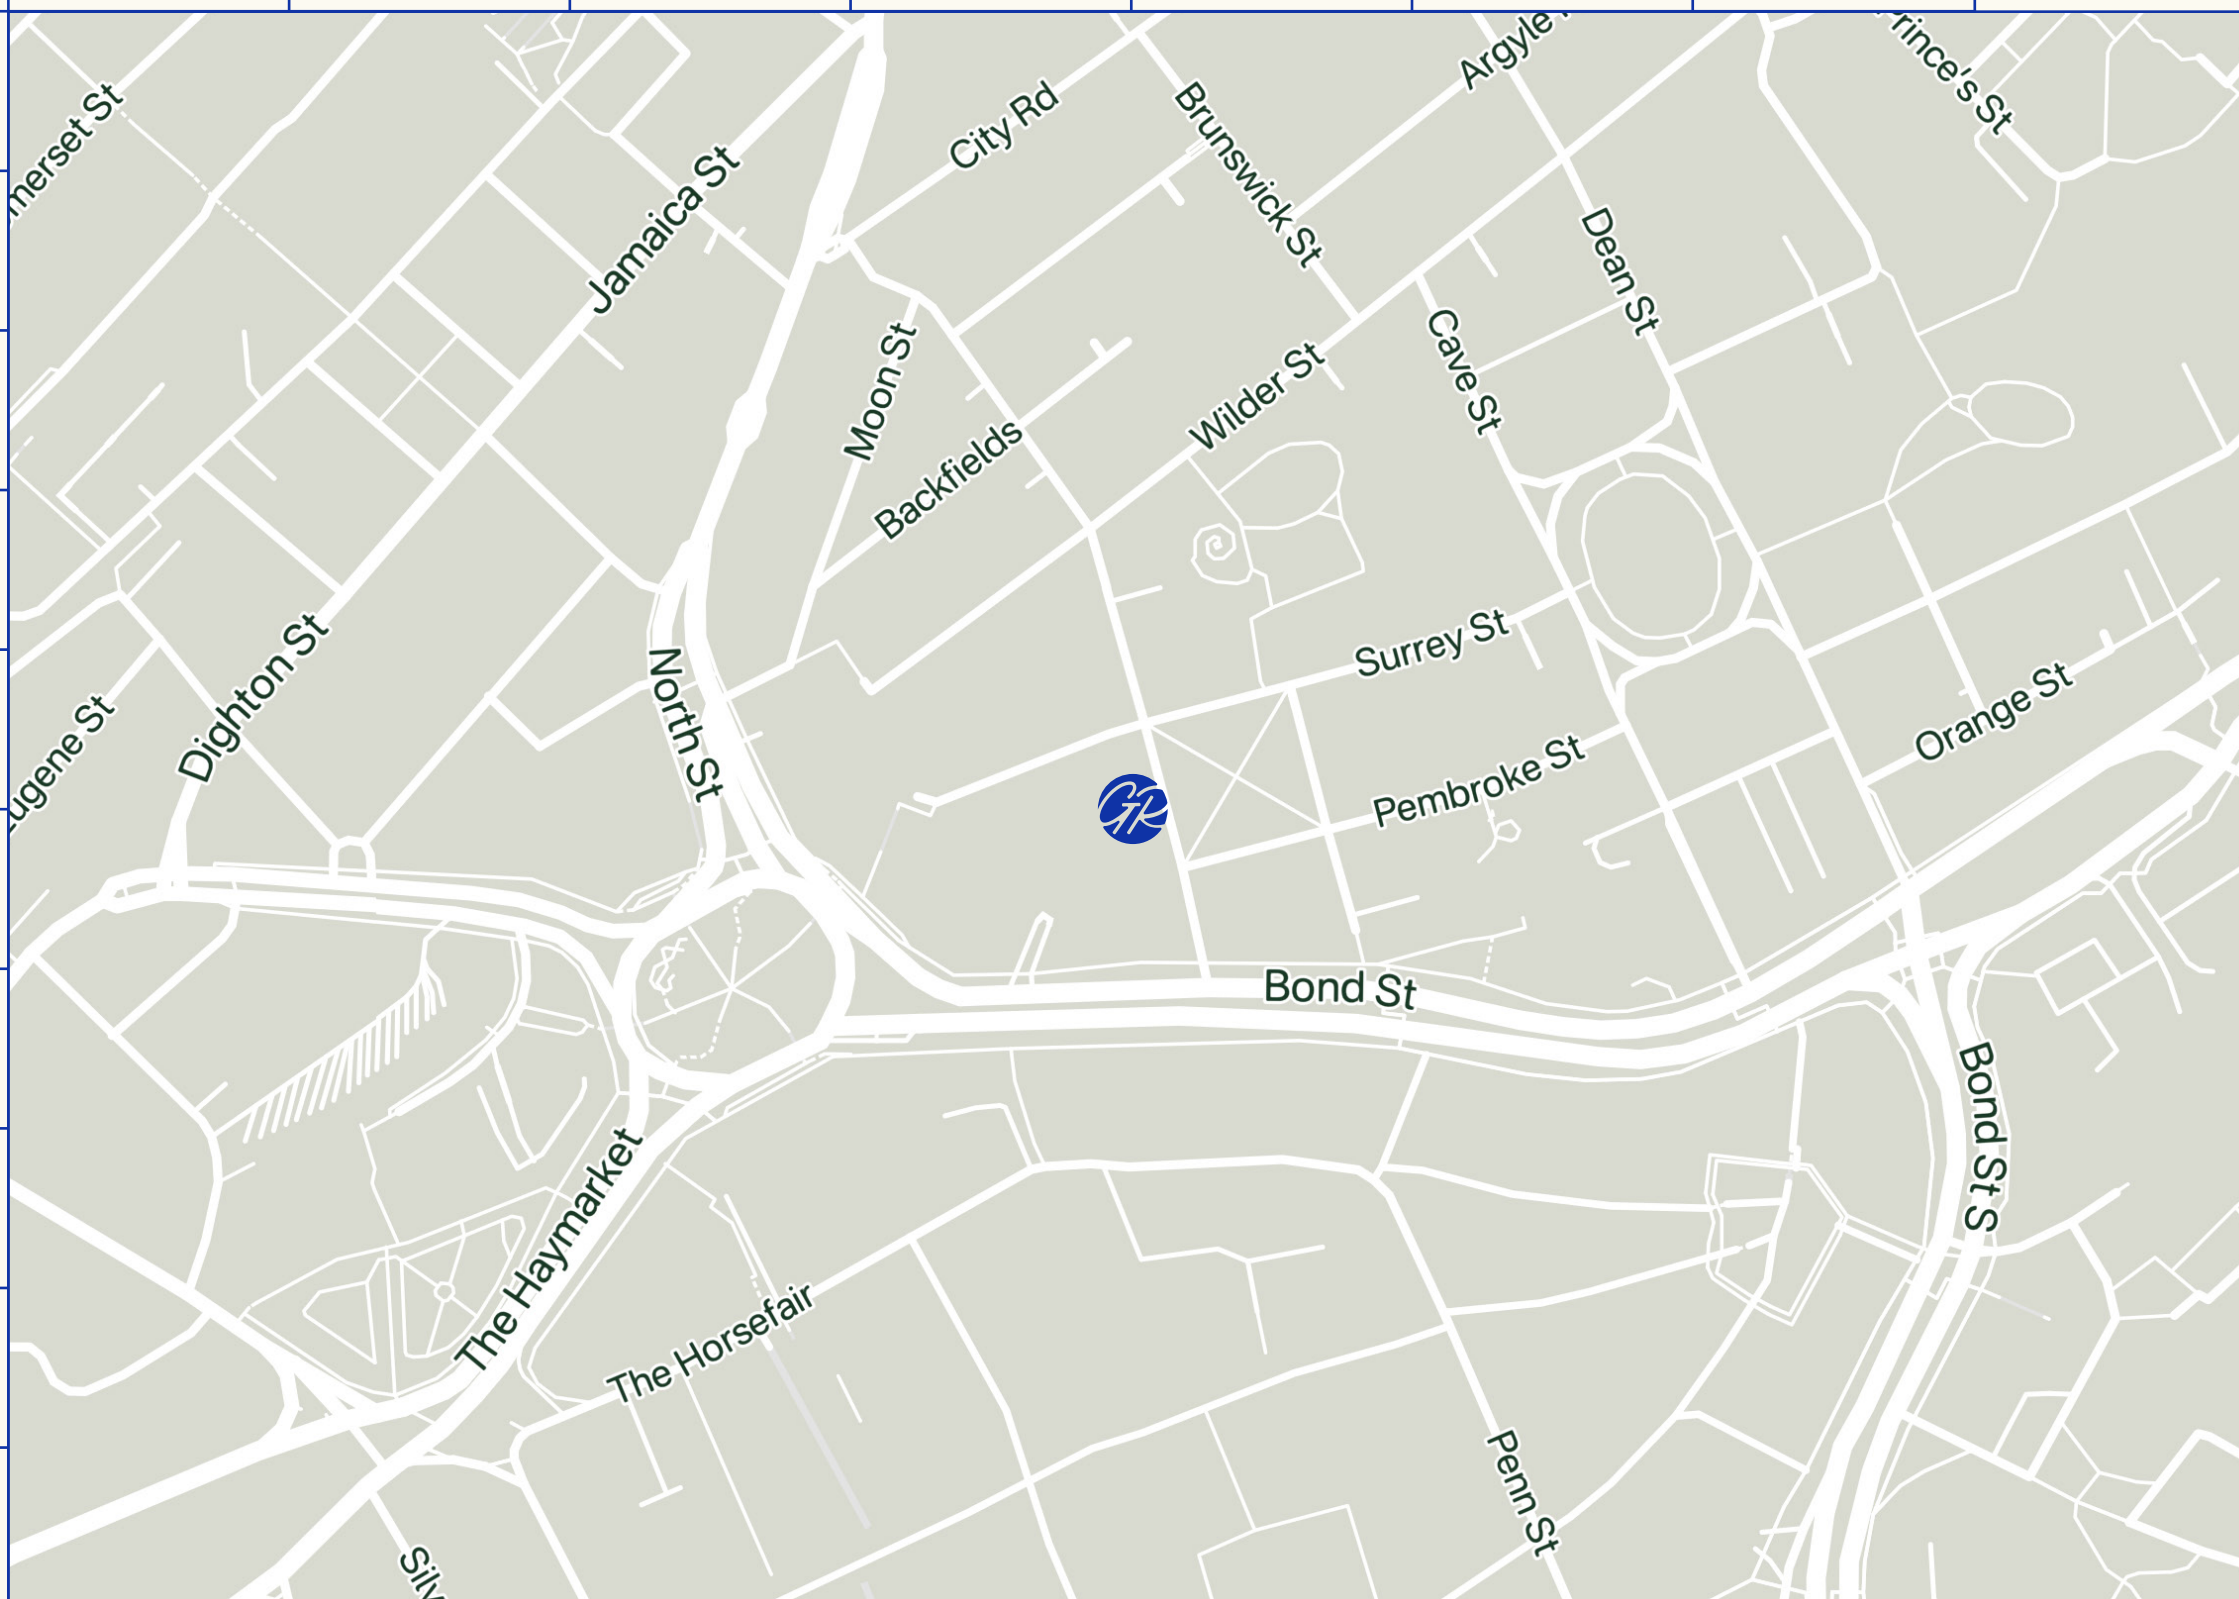 merset St
Jamaica St
City Rd
Brunswick St
Argyle
rince's St
Dean St
Moon St
Cave St
Wilder St
Backfields
Surrey St
Dighton St
North St
Orange St
ugene St
Pembroke St
Bond St
Bond St S
The Haymarket
The Horsefair
Penn St
Silv